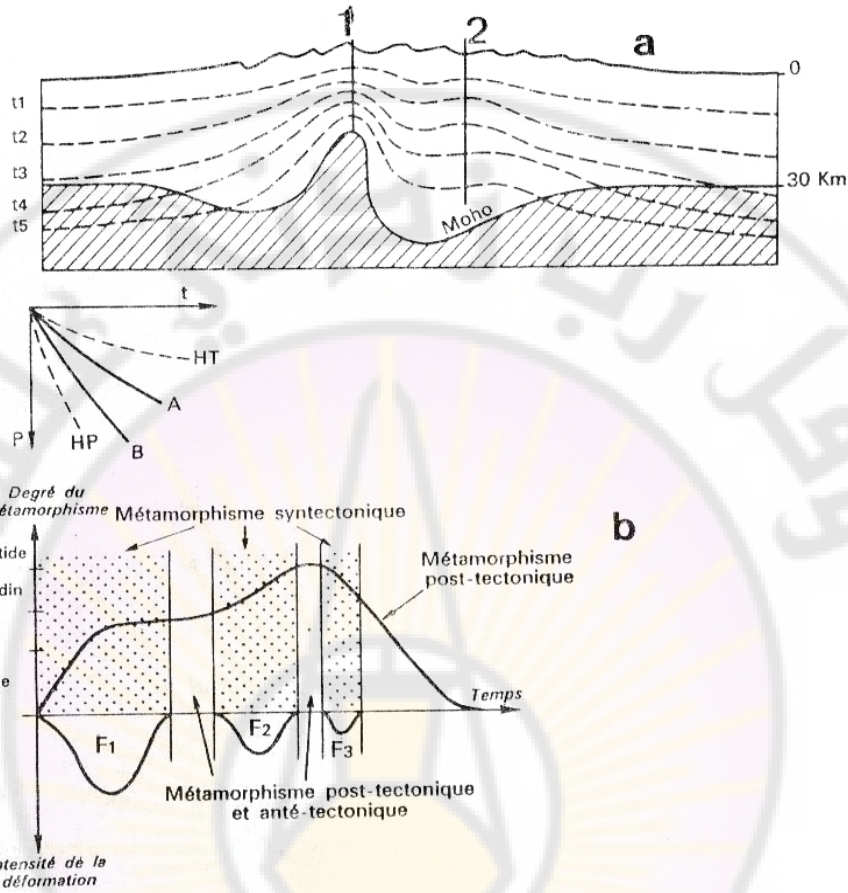 1
2
a
0
t1
t2
t3
t4
t5
30 Km
Moho
t
HT
A
P
HP
B
Degré du
étamorphisme
Métamorphisme syntectonique
b
tide
din
e
Métamorphisme
post-tectonique
Temps
F1
F2
F3
Métamorphisme post-tectonique
et anté-tectonique
tensité de la
déformation